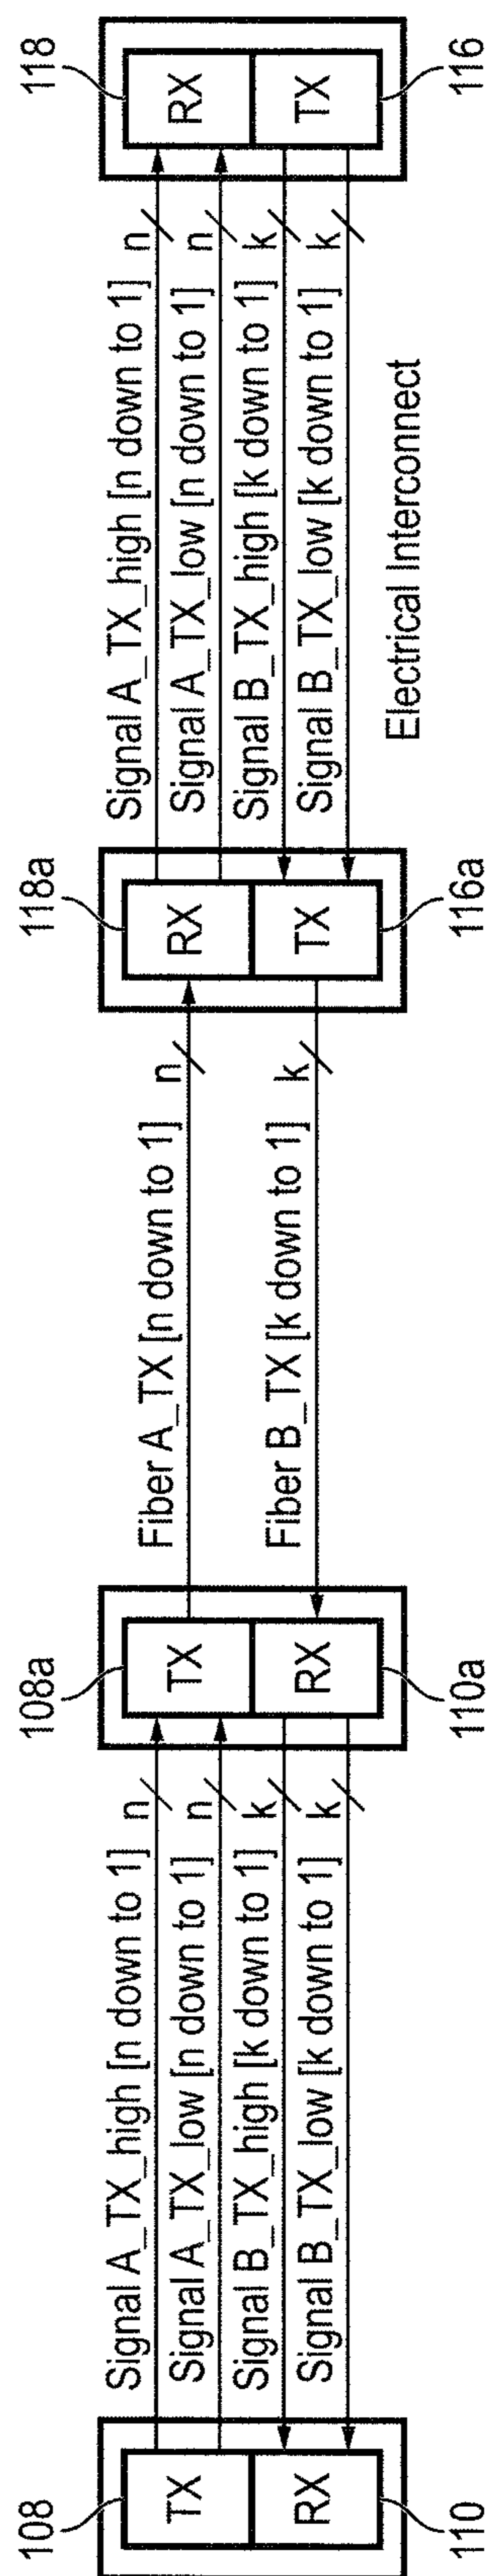 108
TX
RX
110
Signal A_TX_high [n down to 1] n
Signal A_TX_low [n down to 1] n
Signal B_TX_high [k down to 1] k
Signal B_TX_low [k down to 1] k
108a
TX
RX
110a
Fiber A_TX [n down to 1] n
Fiber B_TX [k down to 1] k
118a
RX
TX
116a
Signal A_TX_high [n down to 1] n
Signal A_TX_low [n down to 1] n
Signal B_TX_high [k down to 1] k
Signal B_TX_low [k down to 1] k
Electrical Interconnect
118
RX
TX
116